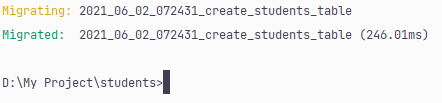 Migrating: 2021_06_02_072431_create_students_table
Migrated:  2021_06_02_072431_create_students_table (246.01ms)
D:\My Project\students>